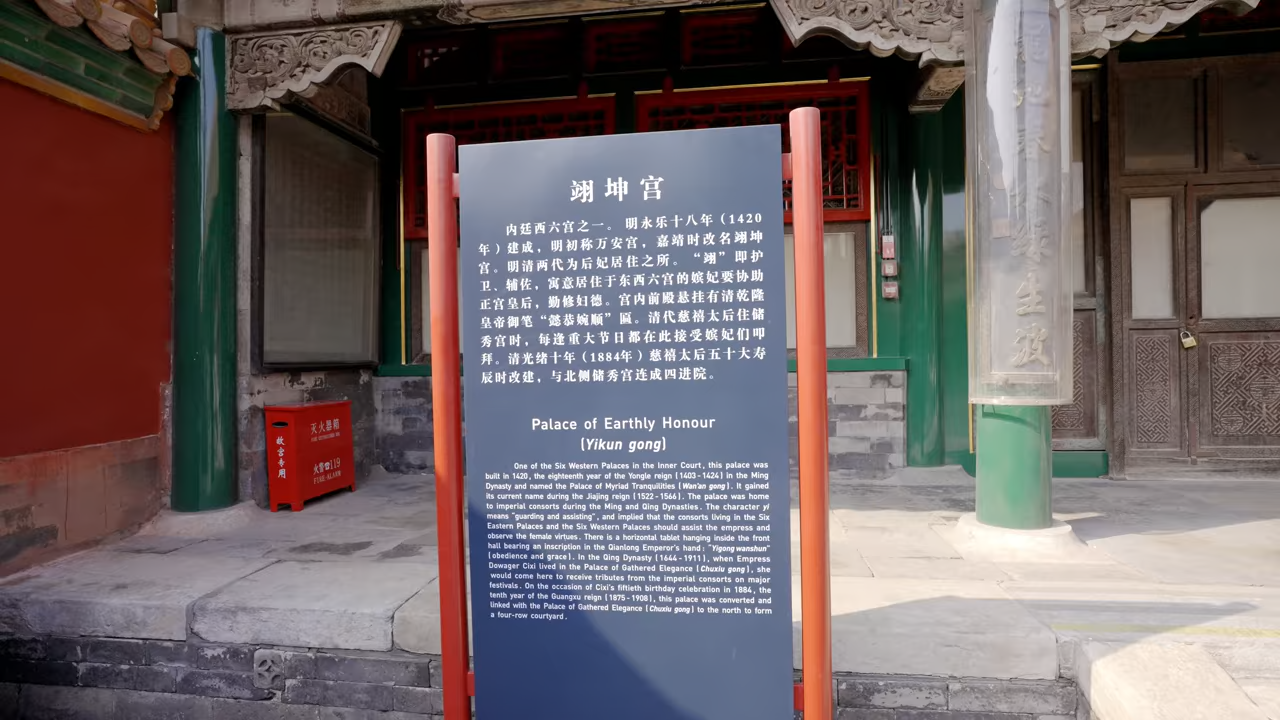 翊坤宫
内廷西六宫之一。明永乐十八年（1420
年）建成，明初称万安宫，嘉靖时改名翊坤
宫。明清两代为后妃居住之所。“翊”即护
卫、辅佐，寓意居住于东西六宫的嫔妃要协助
正宫皇后，勤修妇德。宫内前殿悬挂有清乾隆
皇帝御笔“懿恭婉顺”匾。清代慈禧太后住储
秀宫时，每逢重大节日都在此接受嫔妃们叩
拜。清光绪十年（1884年）慈禧太后五十大寿
辰时改建，与北侧储秀宫连成四进院。
Palace of Earthly Honour
(Yikun gong)
One of the Six Western Palaces in the Inner Court, this palace was
built in 1420, the eighteenth year of the Yongle reign (1403-1424) in the Ming
Dynasty and named the Palace of Myriad Tranquilities (Wan'an gong). It gained
its current name during the Jiajing reign (1522-1566). The palace was home
to imperial consorts during the Ming and Qing Dynasties. The character yi
means "guarding and assisting", and implied that the consorts living in the Six
Eastern Palaces and the Six Western Palaces should assist the empress and
observe the female virtues. There is a horizontal tablet hanging inside the front
hall bearing an inscription in the Qianlong Emperor's hand: "Yigong wanshun"
(obedience and grace). In the Qing Dynasty (1644-1911), when Empress
Dowager Cixi lived in the Palace of Gathered Elegance (Chuxiu gong), she
would come here to receive tributes from the imperial consorts on major
festivals. On the occasion of Cixi's fiftieth birthday celebration in 1884, the
tenth year of the Guangxu reign (1875-1908), this palace was converted and
linked with the Palace of Gathered Elegance (Chuxiu gong) to the north to form
a four-row courtyard.
故宫专用
灭火器箱
FIRE EXTINGUISHER BOX
火警119
FIRE ALARM
生波